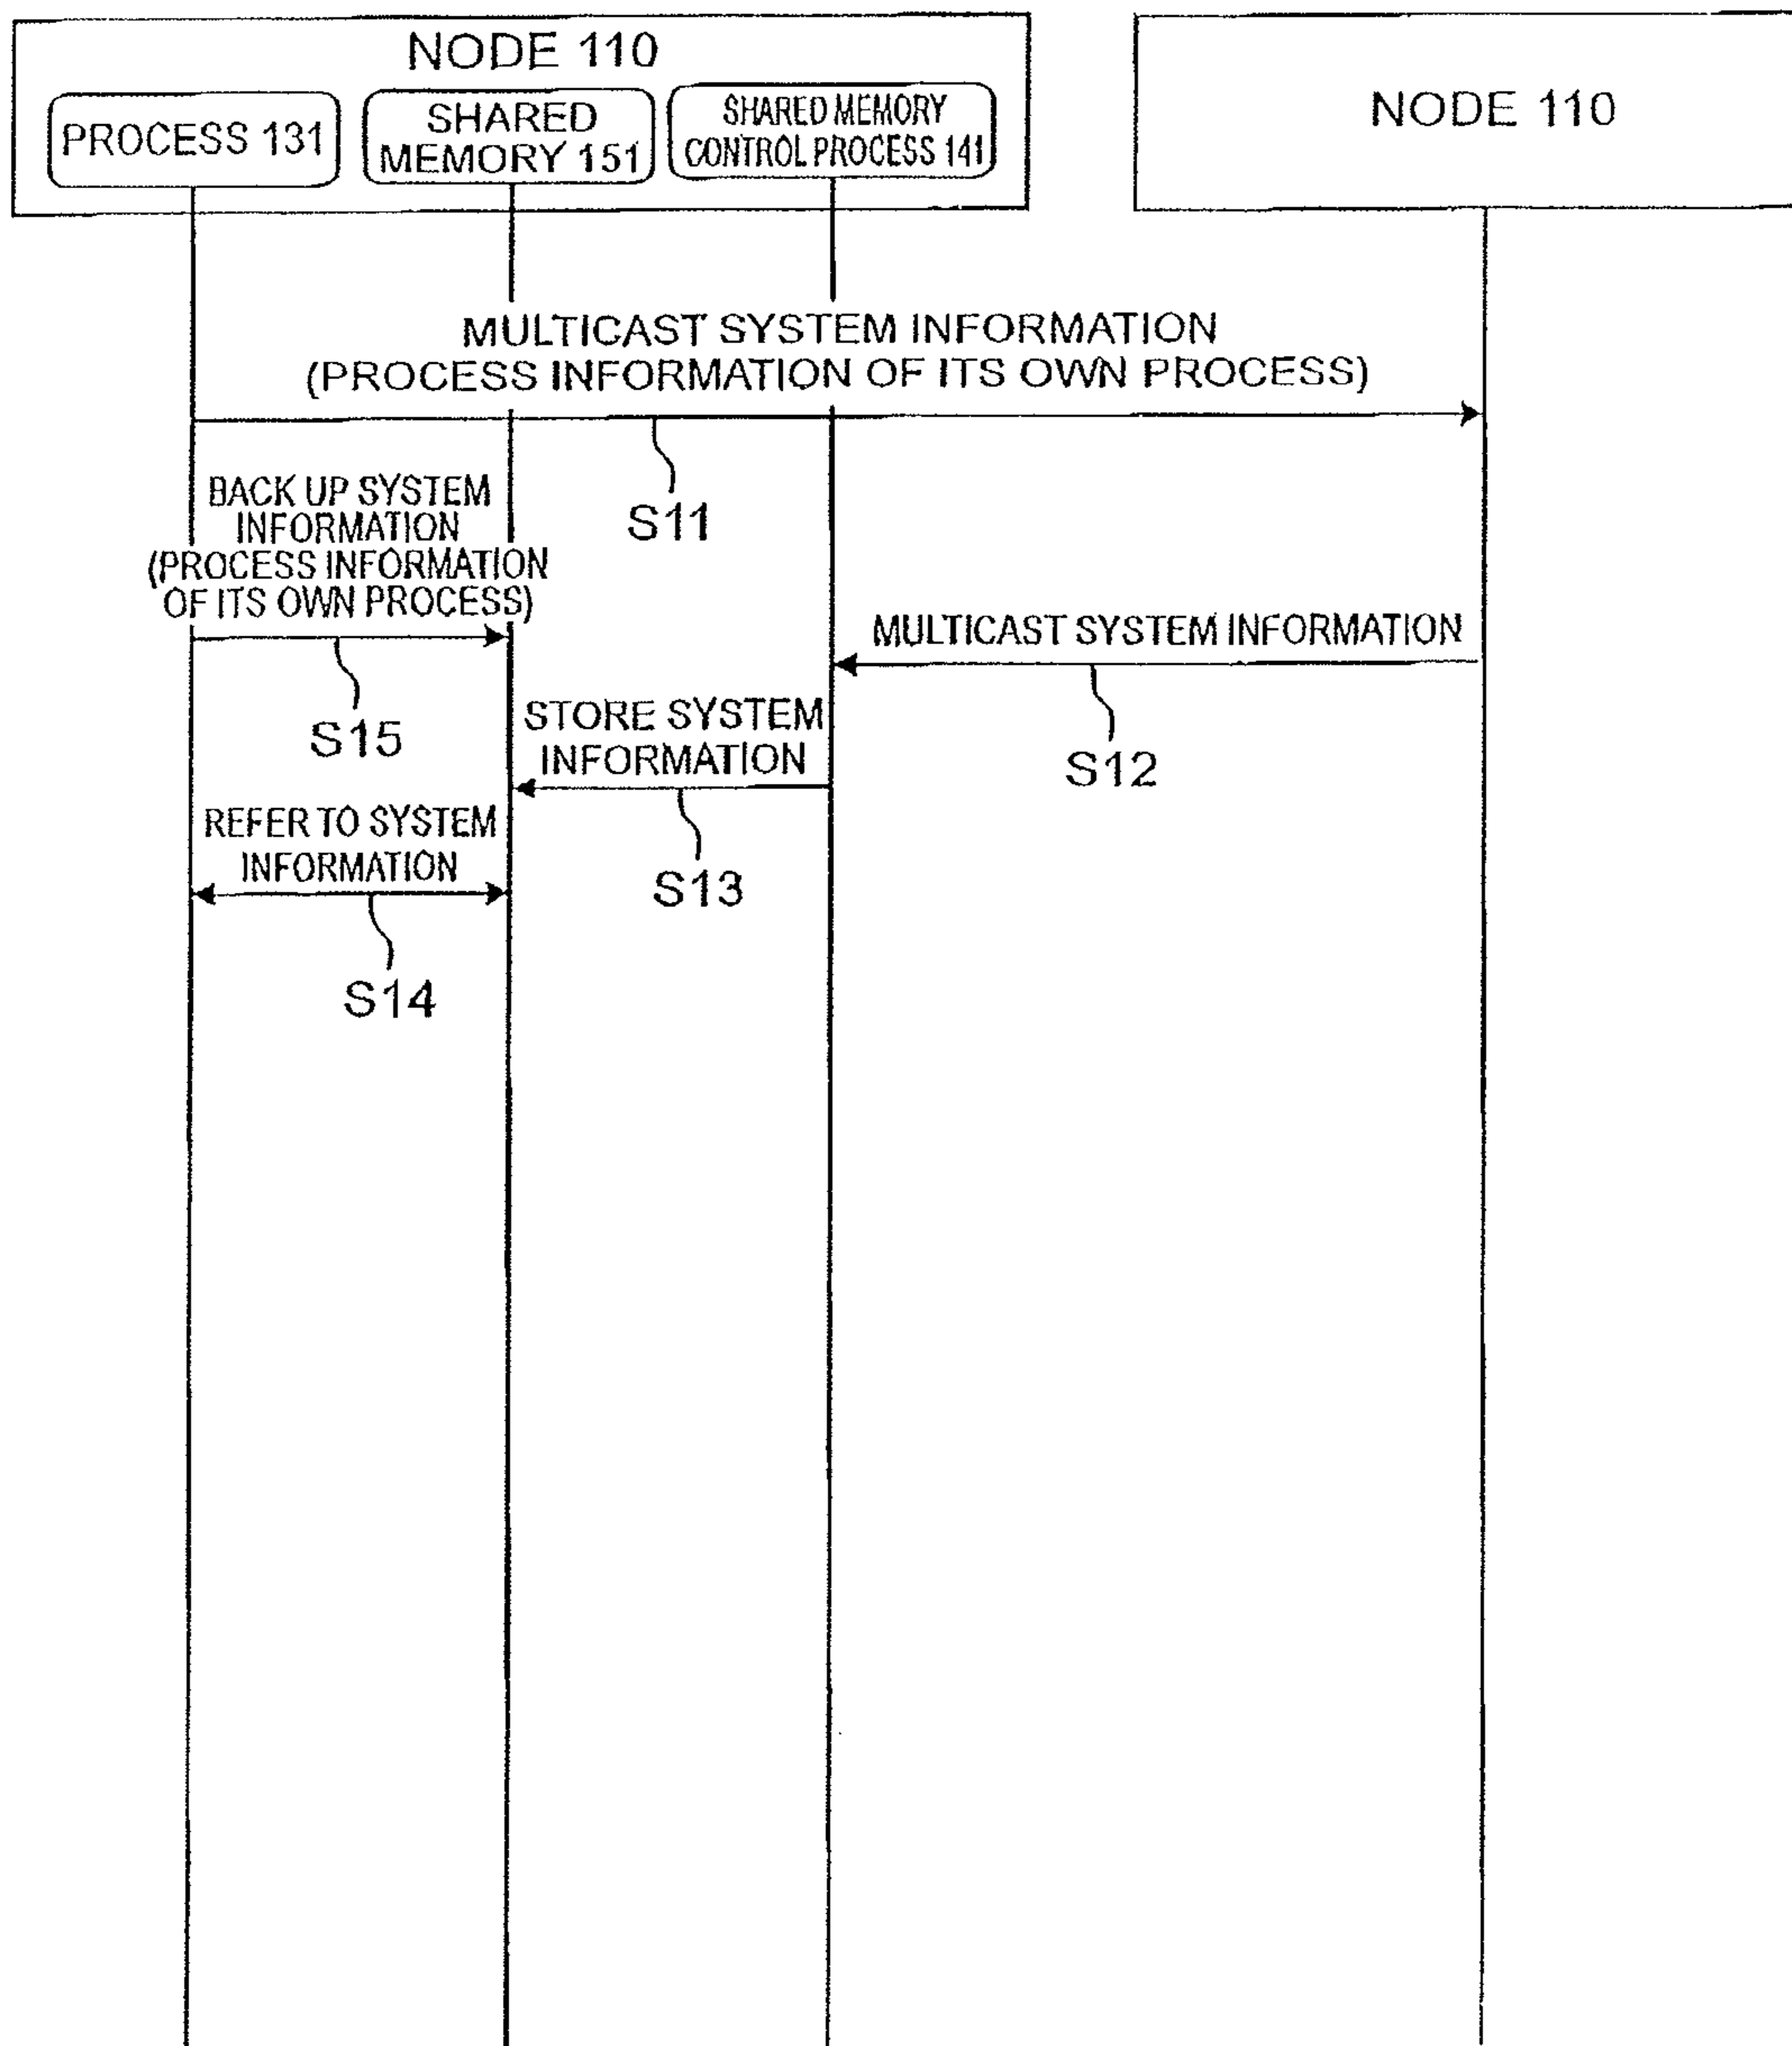 NODE 110
PROCESS 131
SHARED
MEMORY 151
SHARED MEMORY
CONTROL PROCESS 141
NODE 110
MULTICAST SYSTEM INFORMATION
(PROCESS INFORMATION OF ITS OWN PROCESS)
S11
BACK UP SYSTEM
INFORMATION
(PROCESS INFORMATION
OF ITS OWN PROCESS)
S15
MULTICAST SYSTEM INFORMATION
S12
STORE SYSTEM
INFORMATION
S13
REFER TO SYSTEM
INFORMATION
S14